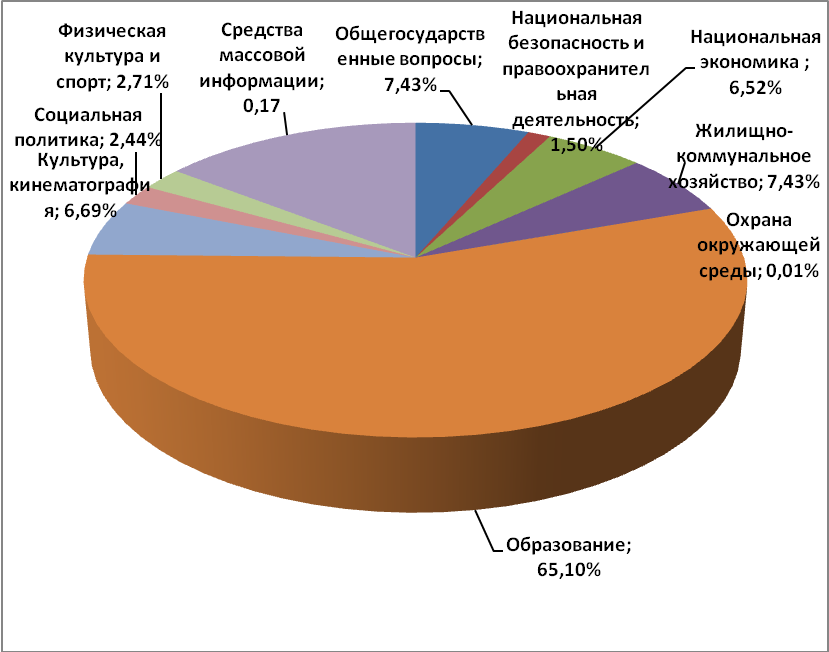 Физическая
культура и
спорт; 2,71%
Средства
массовой
информации;
0,17
Общегосударств
енные вопросы;
7,43%
Национальная
безопасность и
правоохранител
ьная
деятельность;
1,50%
Национальная
экономика ;
6,52%
Социальная
политика; 2,44%
Культура,
кинематографи
я; 6,69%
Жилищно-
коммунальное
хозяйство; 7,43%
Охрана
окружающей
среды; 0,01%
Образование;
65,10%